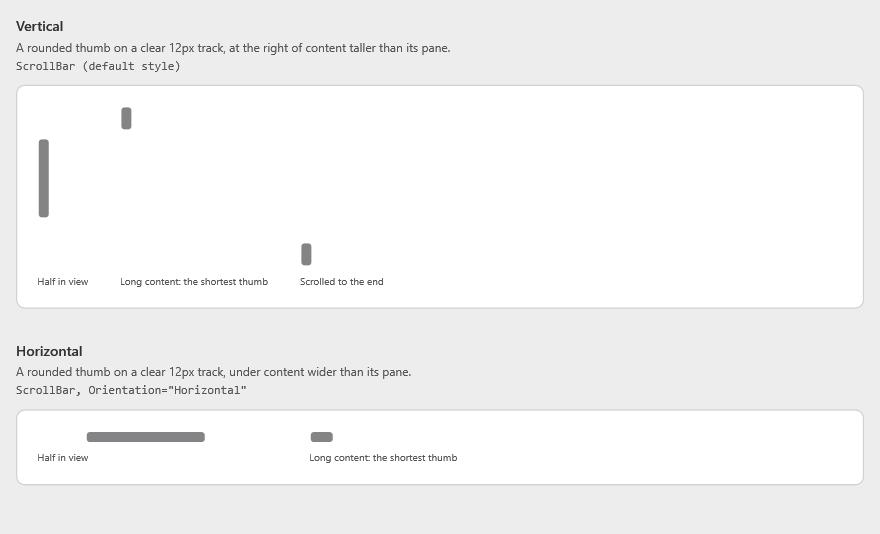 Vertical
A rounded thumb on a clear 12px track, at the right of content taller than its pane.
ScrollBar (default style)
Half in view
Long content: the shortest thumb
Scrolled to the end
Horizontal
A rounded thumb on a clear 12px track, under content wider than its pane.
ScrollBar, Orientation="Horizontal"
Half in view
Long content: the shortest thumb